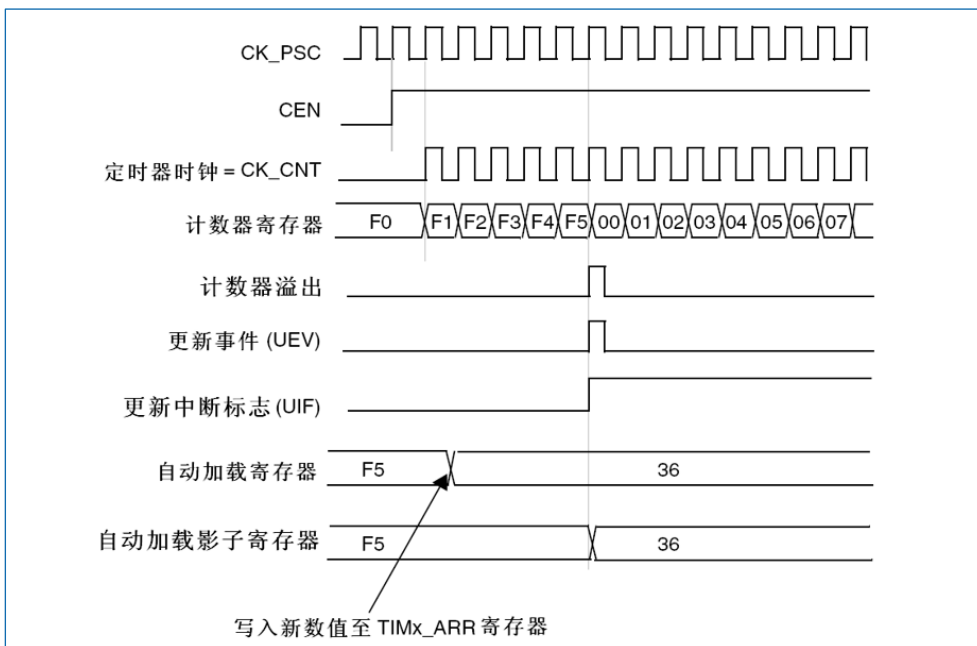 CK_PSC
CEN
定时器时钟 = CK_CNT
计数器寄存器 F0 F1 F2 F3 F4 F5 00 01 02 03 04 05 06 07
计数器溢出
更新事件 (UEV)
更新中断标志 (UIF)
自动加载寄存器 F5 36
自动加载影子寄存器 F5 36
写入新数值至 TIMx_ARR 寄存器